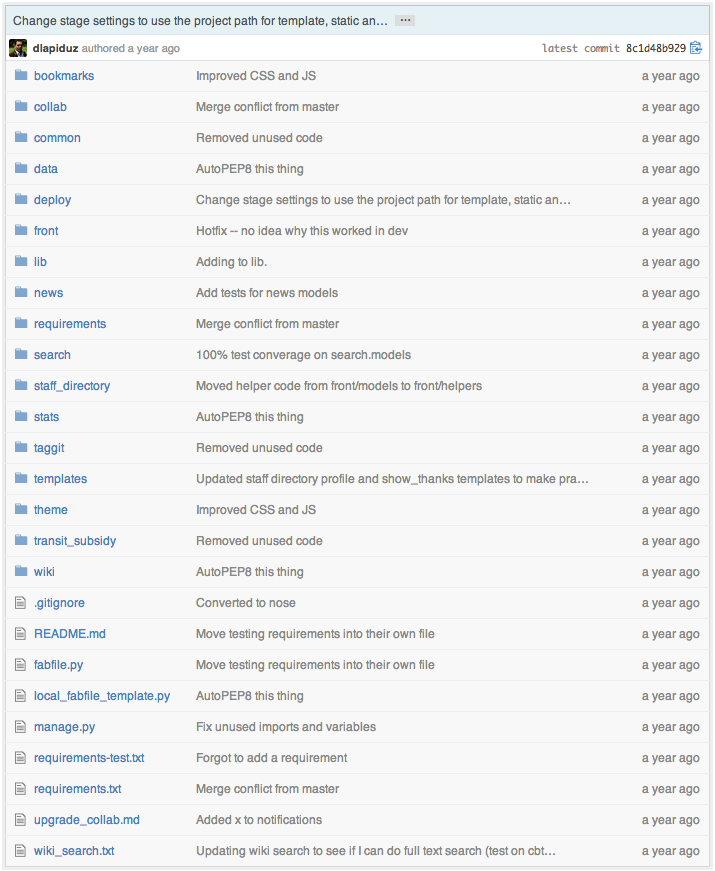 Change stage settings to use the project path for template, static an… ...
dlapiduz authored a year ago latest commit 8c1d48b929
bookmarks Improved CSS and JS a year ago
collab Merge conflict from master a year ago
common Removed unused code a year ago
data AutoPEP8 this thing a year ago
deploy Change stage settings to use the project path for template, static an… a year ago
front Hotfix -- no idea why this worked in dev a year ago
lib Adding to lib. a year ago
news Add tests for news models a year ago
requirements Merge conflict from master a year ago
search 100% test converage on search.models a year ago
staff_directory Moved helper code from front/models to front/helpers a year ago
stats AutoPEP8 this thing a year ago
taggit Removed unused code a year ago
templates Updated staff directory profile and show_thanks templates to make pra… a year ago
theme Improved CSS and JS a year ago
transit_subsidy Removed unused code a year ago
wiki AutoPEP8 this thing a year ago
.gitignore Converted to nose a year ago
README.md Move testing requirements into their own file a year ago
fabfile.py Move testing requirements into their own file a year ago
local_fabfile_template.py AutoPEP8 this thing a year ago
manage.py Fix unused imports and variables a year ago
requirements-test.txt Forgot to add a requirement a year ago
requirements.txt Merge conflict from master a year ago
upgrade_collab.md Added x to notifications a year ago
wiki_search.txt Updating wiki search to see if I can do full text search (test on cbt… a year ago